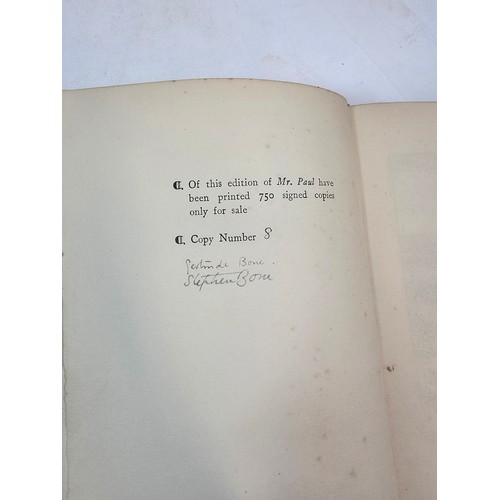 ¶ Of this edition of Mr. Paul have
been printed 750 signed copies
only for sale
¶ Copy Number 8
Gertrude Bone.
Stephen Bone